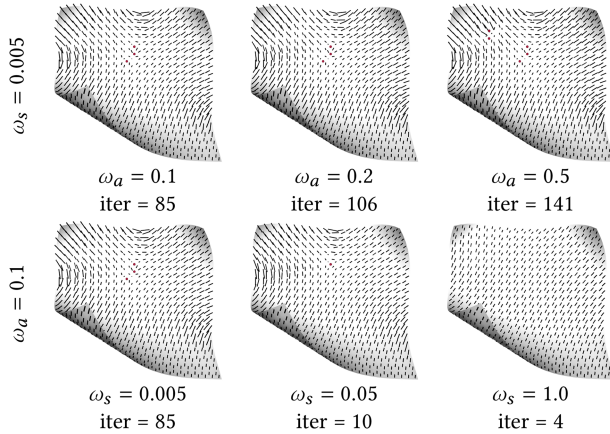 ω_s = 0.005
ω_a = 0.1
iter = 85
ω_a = 0.2
iter = 106
ω_a = 0.5
iter = 141
ω_a = 0.1
ω_s = 0.005
iter = 85
ω_s = 0.05
iter = 10
ω_s = 1.0
iter = 4